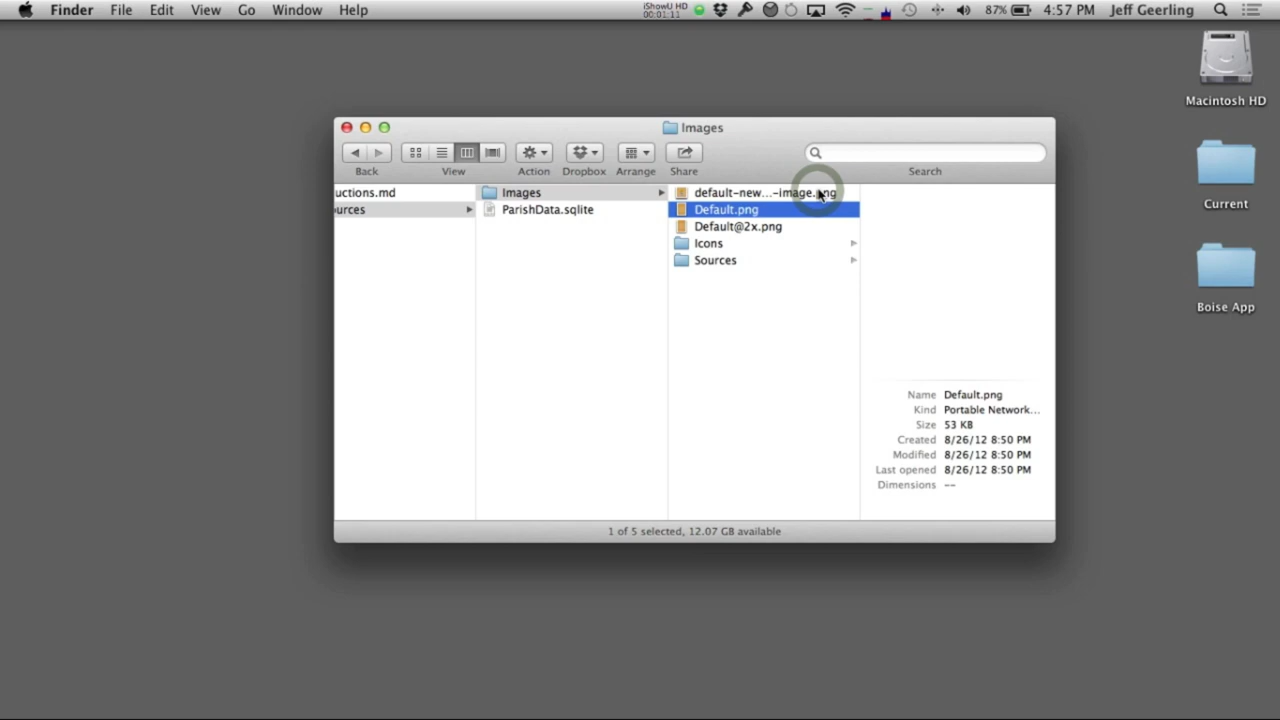 Finder File Edit View Go Window Help iShowU HD 00:01:11 87% 4:57 PM Jeff Geerling
Macintosh HD
Current
Boise App
Images
Back View Action Dropbox Arrange Share Search
uctions.md Images default-new...-image.png
urces ParishData.sqlite Default.png
Default@2x.png
Icons
Sources
Name Default.png
Kind Portable Network...
Size 53 KB
Created 8/26/12 8:50 PM
Modified 8/26/12 8:50 PM
Last opened 8/26/12 8:50 PM
Dimensions --
1 of 5 selected, 12.07 GB available